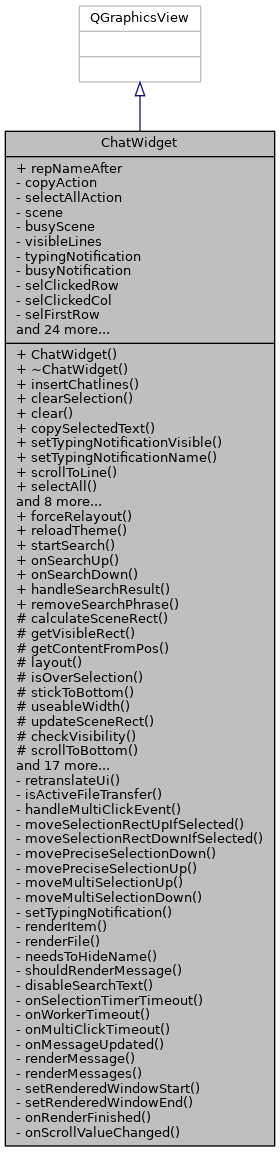 QGraphicsView
ChatWidget
+ repNameAfter
- copyAction
- selectAllAction
- scene
- busyScene
- visibleLines
- typingNotification
- busyNotification
- selClickedRow
- selClickedCol
- selFirstRow
and 24 more...
+ ChatWidget()
+ ~ChatWidget()
+ insertChatlines()
+ clearSelection()
+ clear()
+ copySelectedText()
+ setTypingNotificationVisible()
+ setTypingNotificationName()
+ scrollToLine()
+ selectAll()
and 8 more...
+ forceRelayout()
+ reloadTheme()
+ startSearch()
+ onSearchUp()
+ onSearchDown()
+ handleSearchResult()
+ removeSearchPhrase()
# calculateSceneRect()
# getVisibleRect()
# getContentFromPos()
# layout()
# isOverSelection()
# stickToBottom()
# useableWidth()
# updateSceneRect()
# checkVisibility()
# scrollToBottom()
and 17 more...
- retranslateUi()
- isActiveFileTransfer()
- handleMultiClickEvent()
- moveSelectionRectUpIfSelected()
- moveSelectionRectDownIfSelected()
- movePreciseSelectionDown()
- movePreciseSelectionUp()
- moveMultiSelectionUp()
- moveMultiSelectionDown()
- setTypingNotification()
- renderItem()
- renderFile()
- needsToHideName()
- shouldRenderMessage()
- disableSearchText()
- onSelectionTimerTimeout()
- onWorkerTimeout()
- onMultiClickTimeout()
- onMessageUpdated()
- renderMessage()
- renderMessages()
- setRenderedWindowStart()
- setRenderedWindowEnd()
- onRenderFinished()
- onScrollValueChanged()